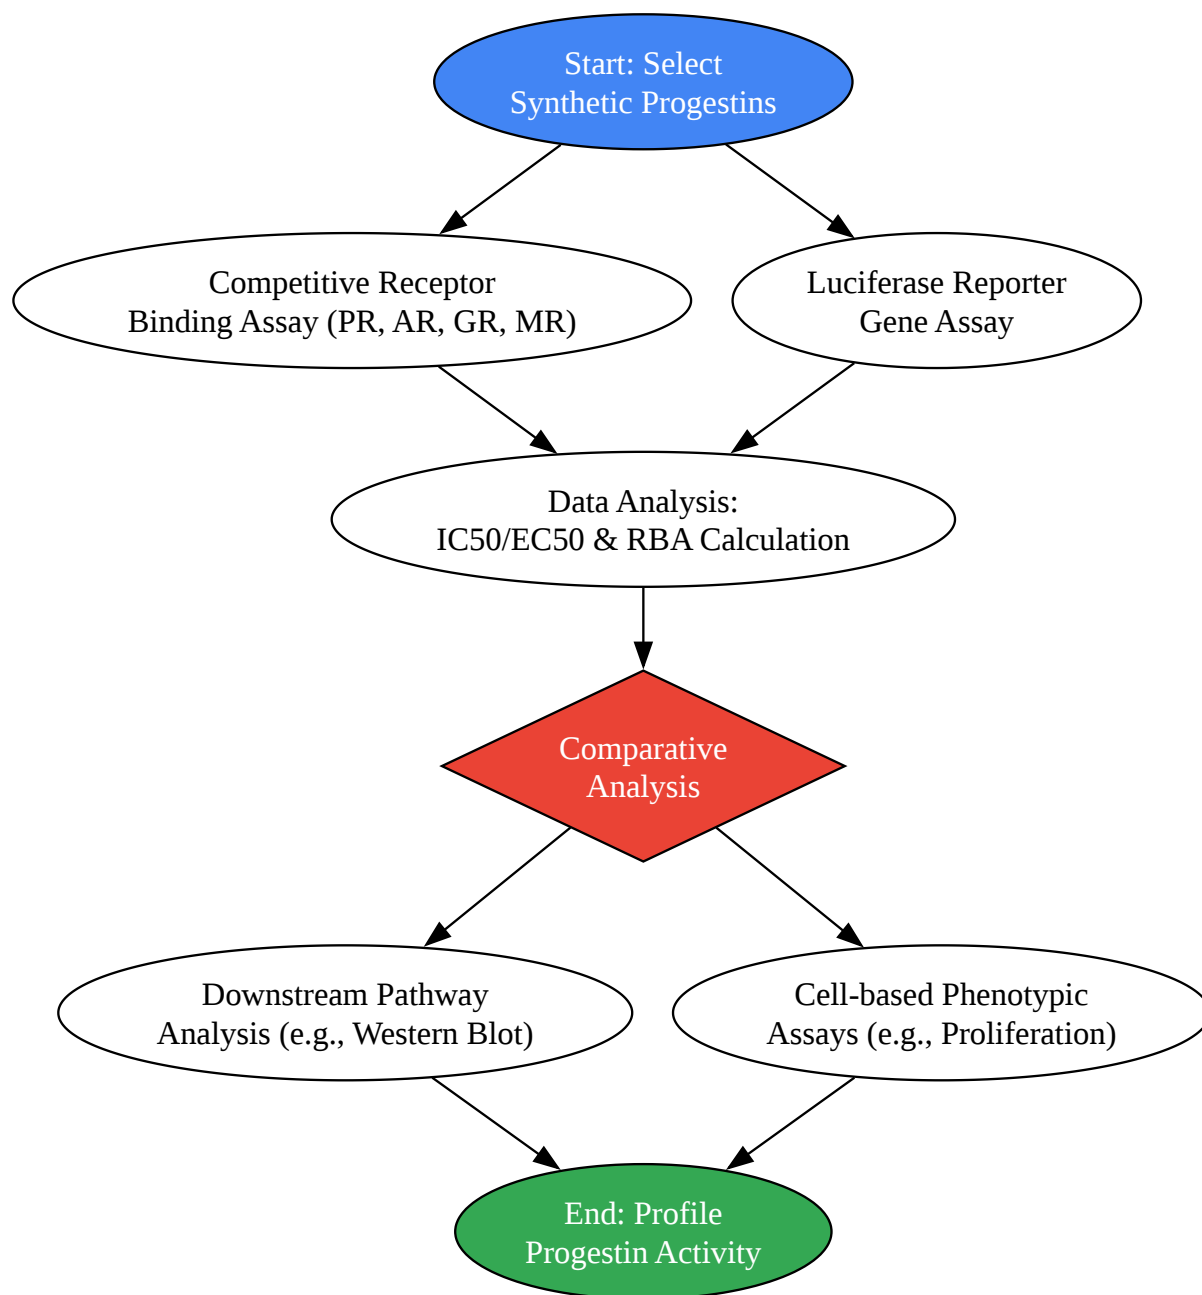 Start: Select
Synthetic Progestins
Competitive Receptor
Binding Assay (PR, AR, GR, MR)
Luciferase Reporter
Gene Assay
Data Analysis:
IC50/EC50 & RBA Calculation
Comparative
Analysis
Downstream Pathway
Analysis (e.g., Western Blot)
Cell-based Phenotypic
Assays (e.g., Proliferation)
End: Profile
Progestin Activity